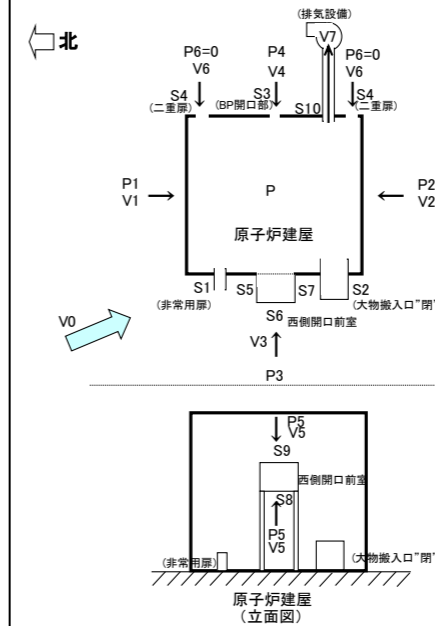 北
(排気設備)
P6=0
V6
P4
V4
V7
P6=0
V6
S4
(二重扉)
S3
(BP開口部)
S10
S4
(二重扉)
P1
V1
P
P2
V2
原子炉建屋
S1
S5
S7
S2
(非常用扉)
(大物搬入口"閉"
S6
西側開口前室
V0
V3
P3
P5
V5
S9
西側開口前室
S8
P5
V5
(非常用扉)
(大物搬入口"閉"
原子炉建屋
(立面図)